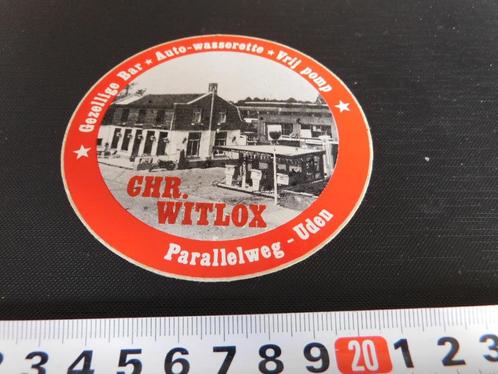 Gezellige Bar ★ Auto-wasserette ★ Vrij pomp
CHR.
WITLOX
Parallelweg - Uden
3 4 5 6 7 8 9 20 1 2 3